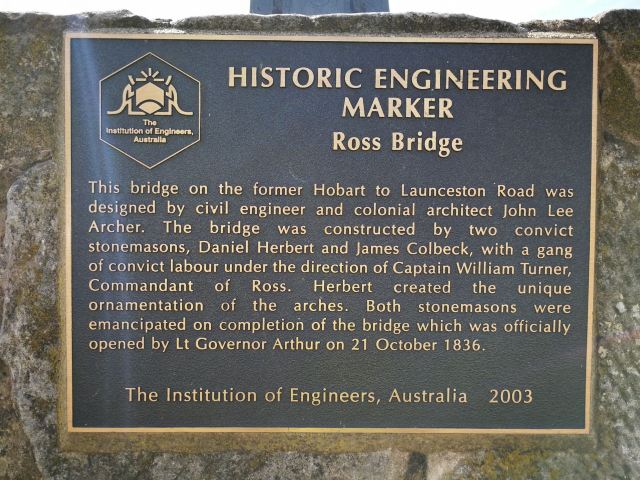 The
Institution of Engineers,
Australia
HISTORIC ENGINEERING
MARKER
Ross Bridge
This bridge on the former Hobart to Launceston Road was
designed by civil engineer and colonial architect John Lee
Archer. The bridge was constructed by two convict
stonemasons, Daniel Herbert and James Colbeck, with a gang
of convict labour under the direction of Captain William Turner,
Commandant of Ross. Herbert created the unique
ornamentation of the arches. Both stonemasons were
emancipated on completion of the bridge which was officially
opened by Lt Governor Arthur on 21 October 1836.
The Institution of Engineers, Australia 2003